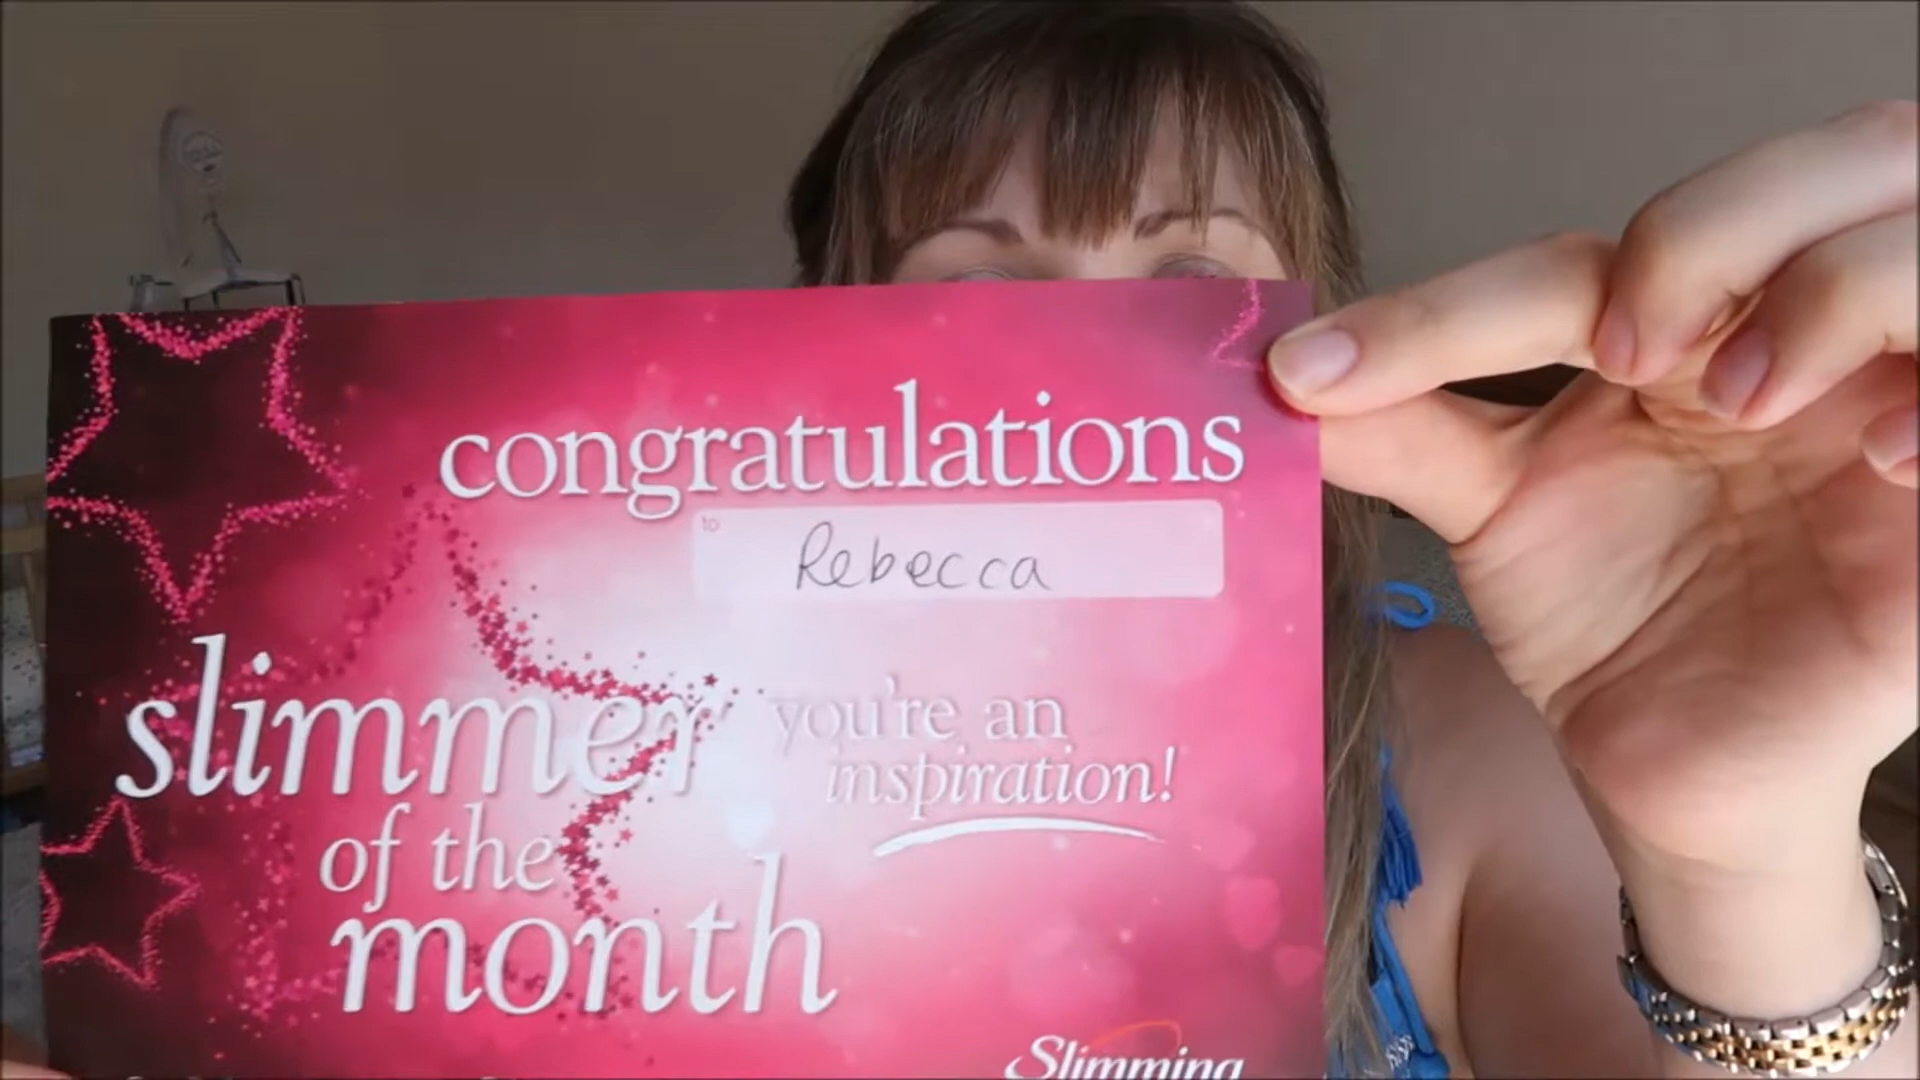 congratulations
to
Rebecca
slimmer
of the
month
you're an
inspiration!
Slimming